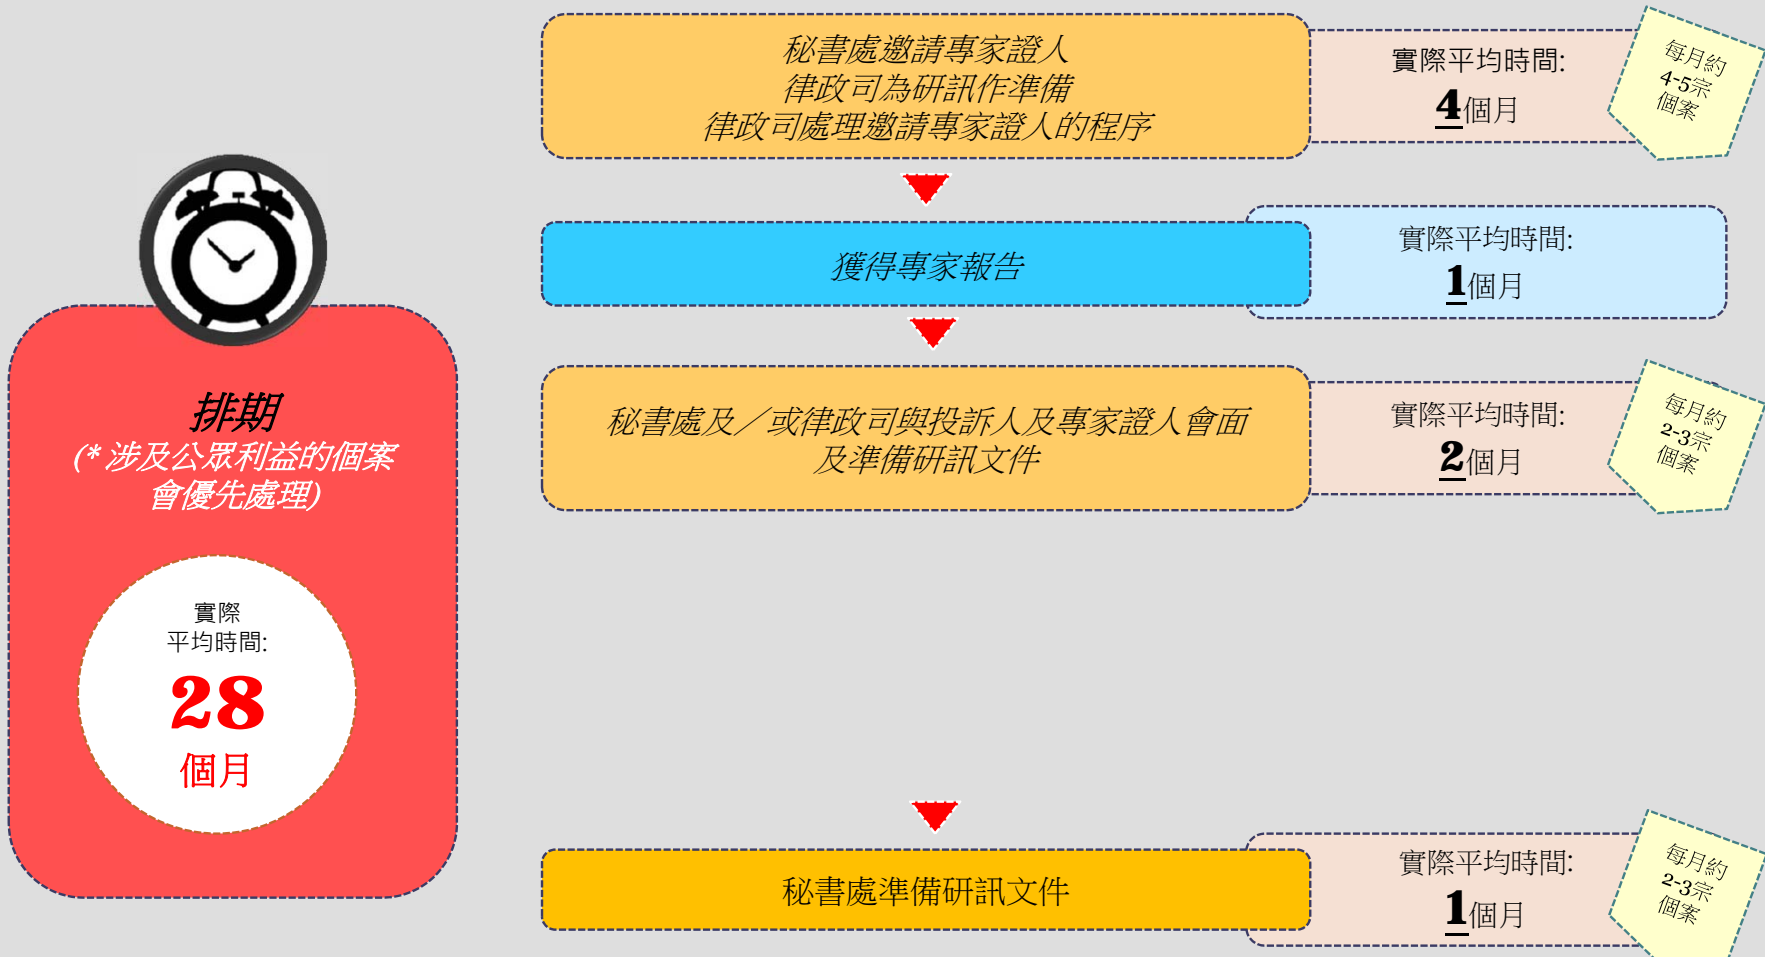 秘書處邀請專家證人
律政司為研訊作準備
律政司處理邀請專家證人的程序
實際平均時間:
4個月
每月約
4-5宗
個案
獲得專家報告
實際平均時間:
1個月
秘書處及／或律政司與投訴人及專家證人會面
及準備研訊文件
實際平均時間:
2個月
每月約
2-3宗
個案
排期
(* 涉及公眾利益的個案
會優先處理)
實際
平均時間:
28
個月
秘書處準備研訊文件
實際平均時間:
1個月
每月約
2-3宗
個案